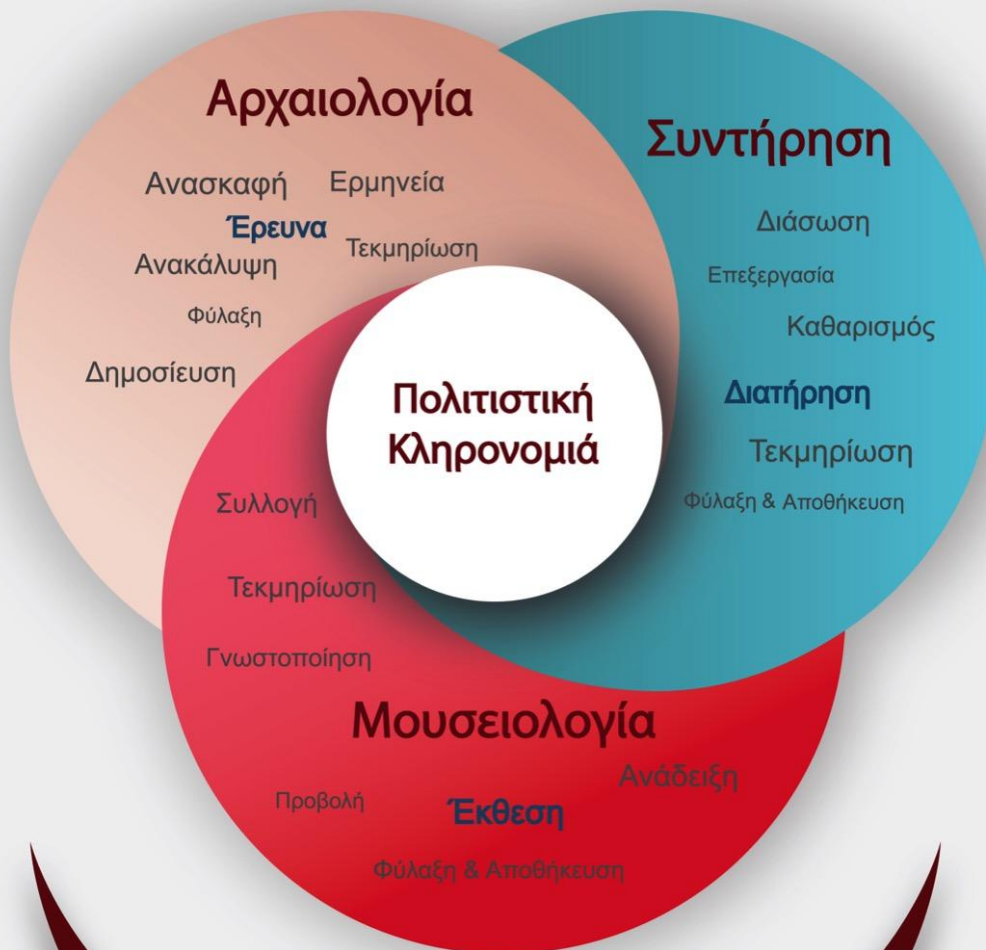 Αρχαιολογία
Ανασκαφή
Ερμηνεία
Έρευνα
Τεκμηρίωση
Ανακάλυψη
Φύλαξη
Δημοσίευση
Συντήρηση
Διάσωση
Επεξεργασία
Καθαρισμός
Διατήρηση
Τεκμηρίωση
Φύλαξη & Αποθήκευση
Πολιτιστική
Κληρονομιά
Συλλογή
Τεκμηρίωση
Γνωστοποίηση
Μουσειολογία
Ανάδειξη
Προβολή
Έκθεση
Φύλαξη & Αποθήκευση